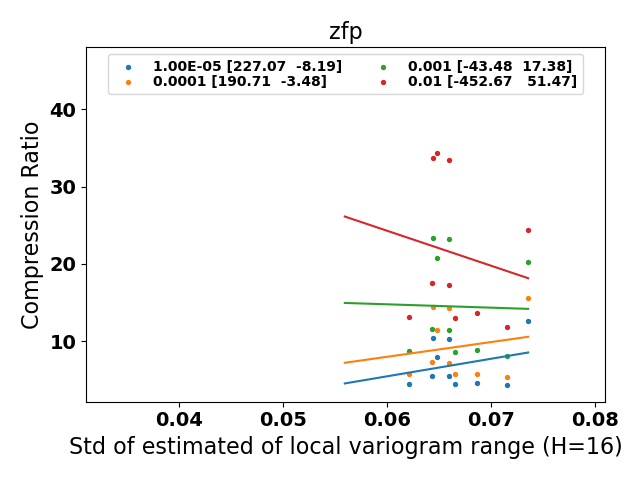 zfp
1.00E-05 [227.07  -8.19]
0.0001 [190.71  -3.48]
0.001 [-43.48  17.38]
0.01 [-452.67   51.47]
Compression Ratio
40
30
20
10
0.04
0.05
0.06
0.07
0.08
Std of estimated of local variogram range (H=16)